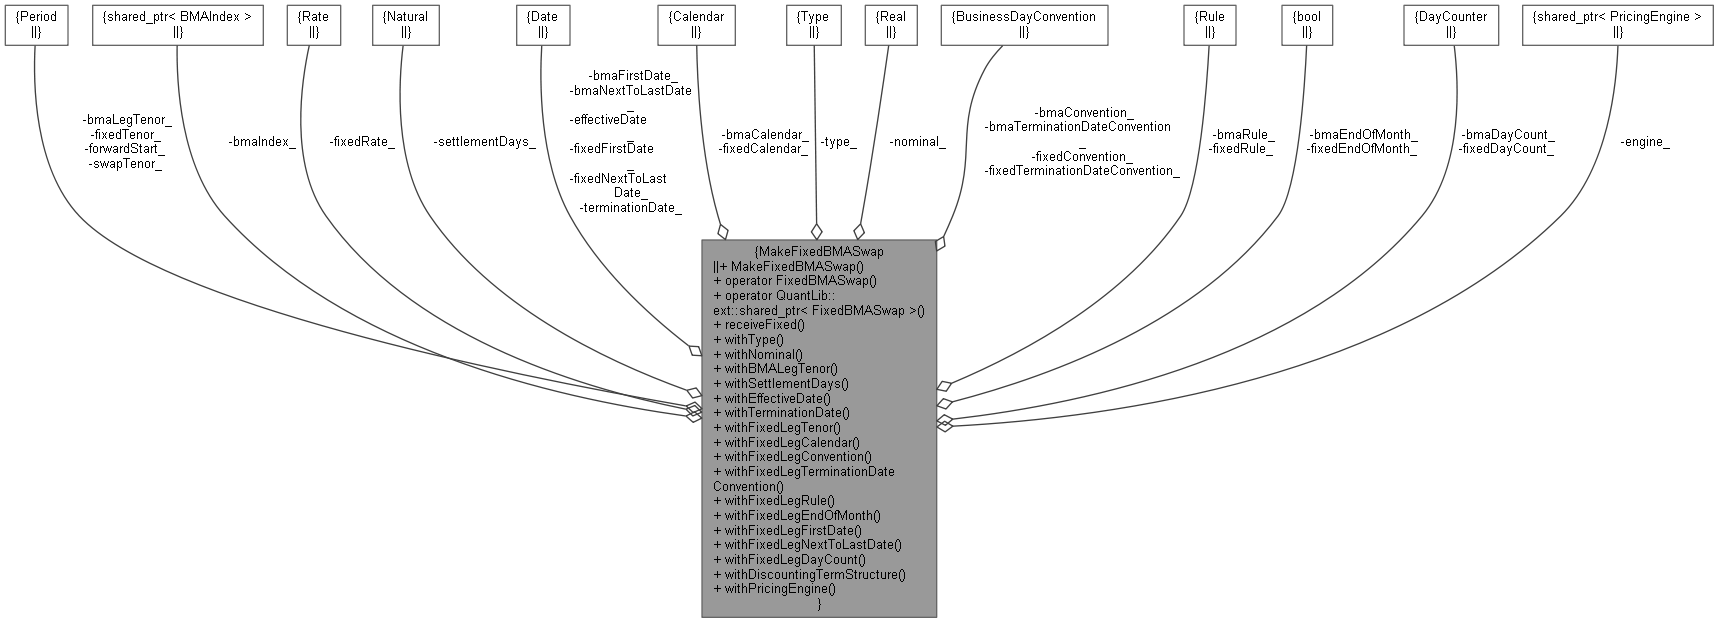 {Period
||}
{shared_ptr< BMAIndex >
||}
{Rate
||}
{Natural
||}
{Date
||}
{Calendar
||}
{Type
||}
{Real
||}
{BusinessDayConvention
||}
{Rule
||}
{bool
||}
{DayCounter
||}
{shared_ptr< PricingEngine >
||}
-bmaLegTenor_
-fixedTenor_
-forwardStart_
-swapTenor_
-bmaIndex_
-fixedRate_
-settlementDays_
-bmaFirstDate_
-bmaNextToLastDate
_
-effectiveDate
_
-fixedFirstDate
_
-fixedNextToLast
Date_
-terminationDate_
-bmaCalendar_
-fixedCalendar_
-type_
-nominal_
-bmaConvention_
-bmaTerminationDateConvention
_
-fixedConvention_
-fixedTerminationDateConvention_
-bmaRule_
-fixedRule_
-bmaEndOfMonth_
-fixedEndOfMonth_
-bmaDayCount_
-fixedDayCount_
-engine_
{MakeFixedBMASwap
||+ MakeFixedBMASwap()
+ operator FixedBMASwap()
+ operator QuantLib::
ext::shared_ptr< FixedBMASwap >()
+ receiveFixed()
+ withType()
+ withNominal()
+ withBMALegTenor()
+ withSettlementDays()
+ withEffectiveDate()
+ withTerminationDate()
+ withFixedLegTenor()
+ withFixedLegCalendar()
+ withFixedLegConvention()
+ withFixedLegTerminationDate
Convention()
+ withFixedLegRule()
+ withFixedLegEndOfMonth()
+ withFixedLegFirstDate()
+ withFixedLegNextToLastDate()
+ withFixedLegDayCount()
+ withDiscountingTermStructure()
+ withPricingEngine()
}